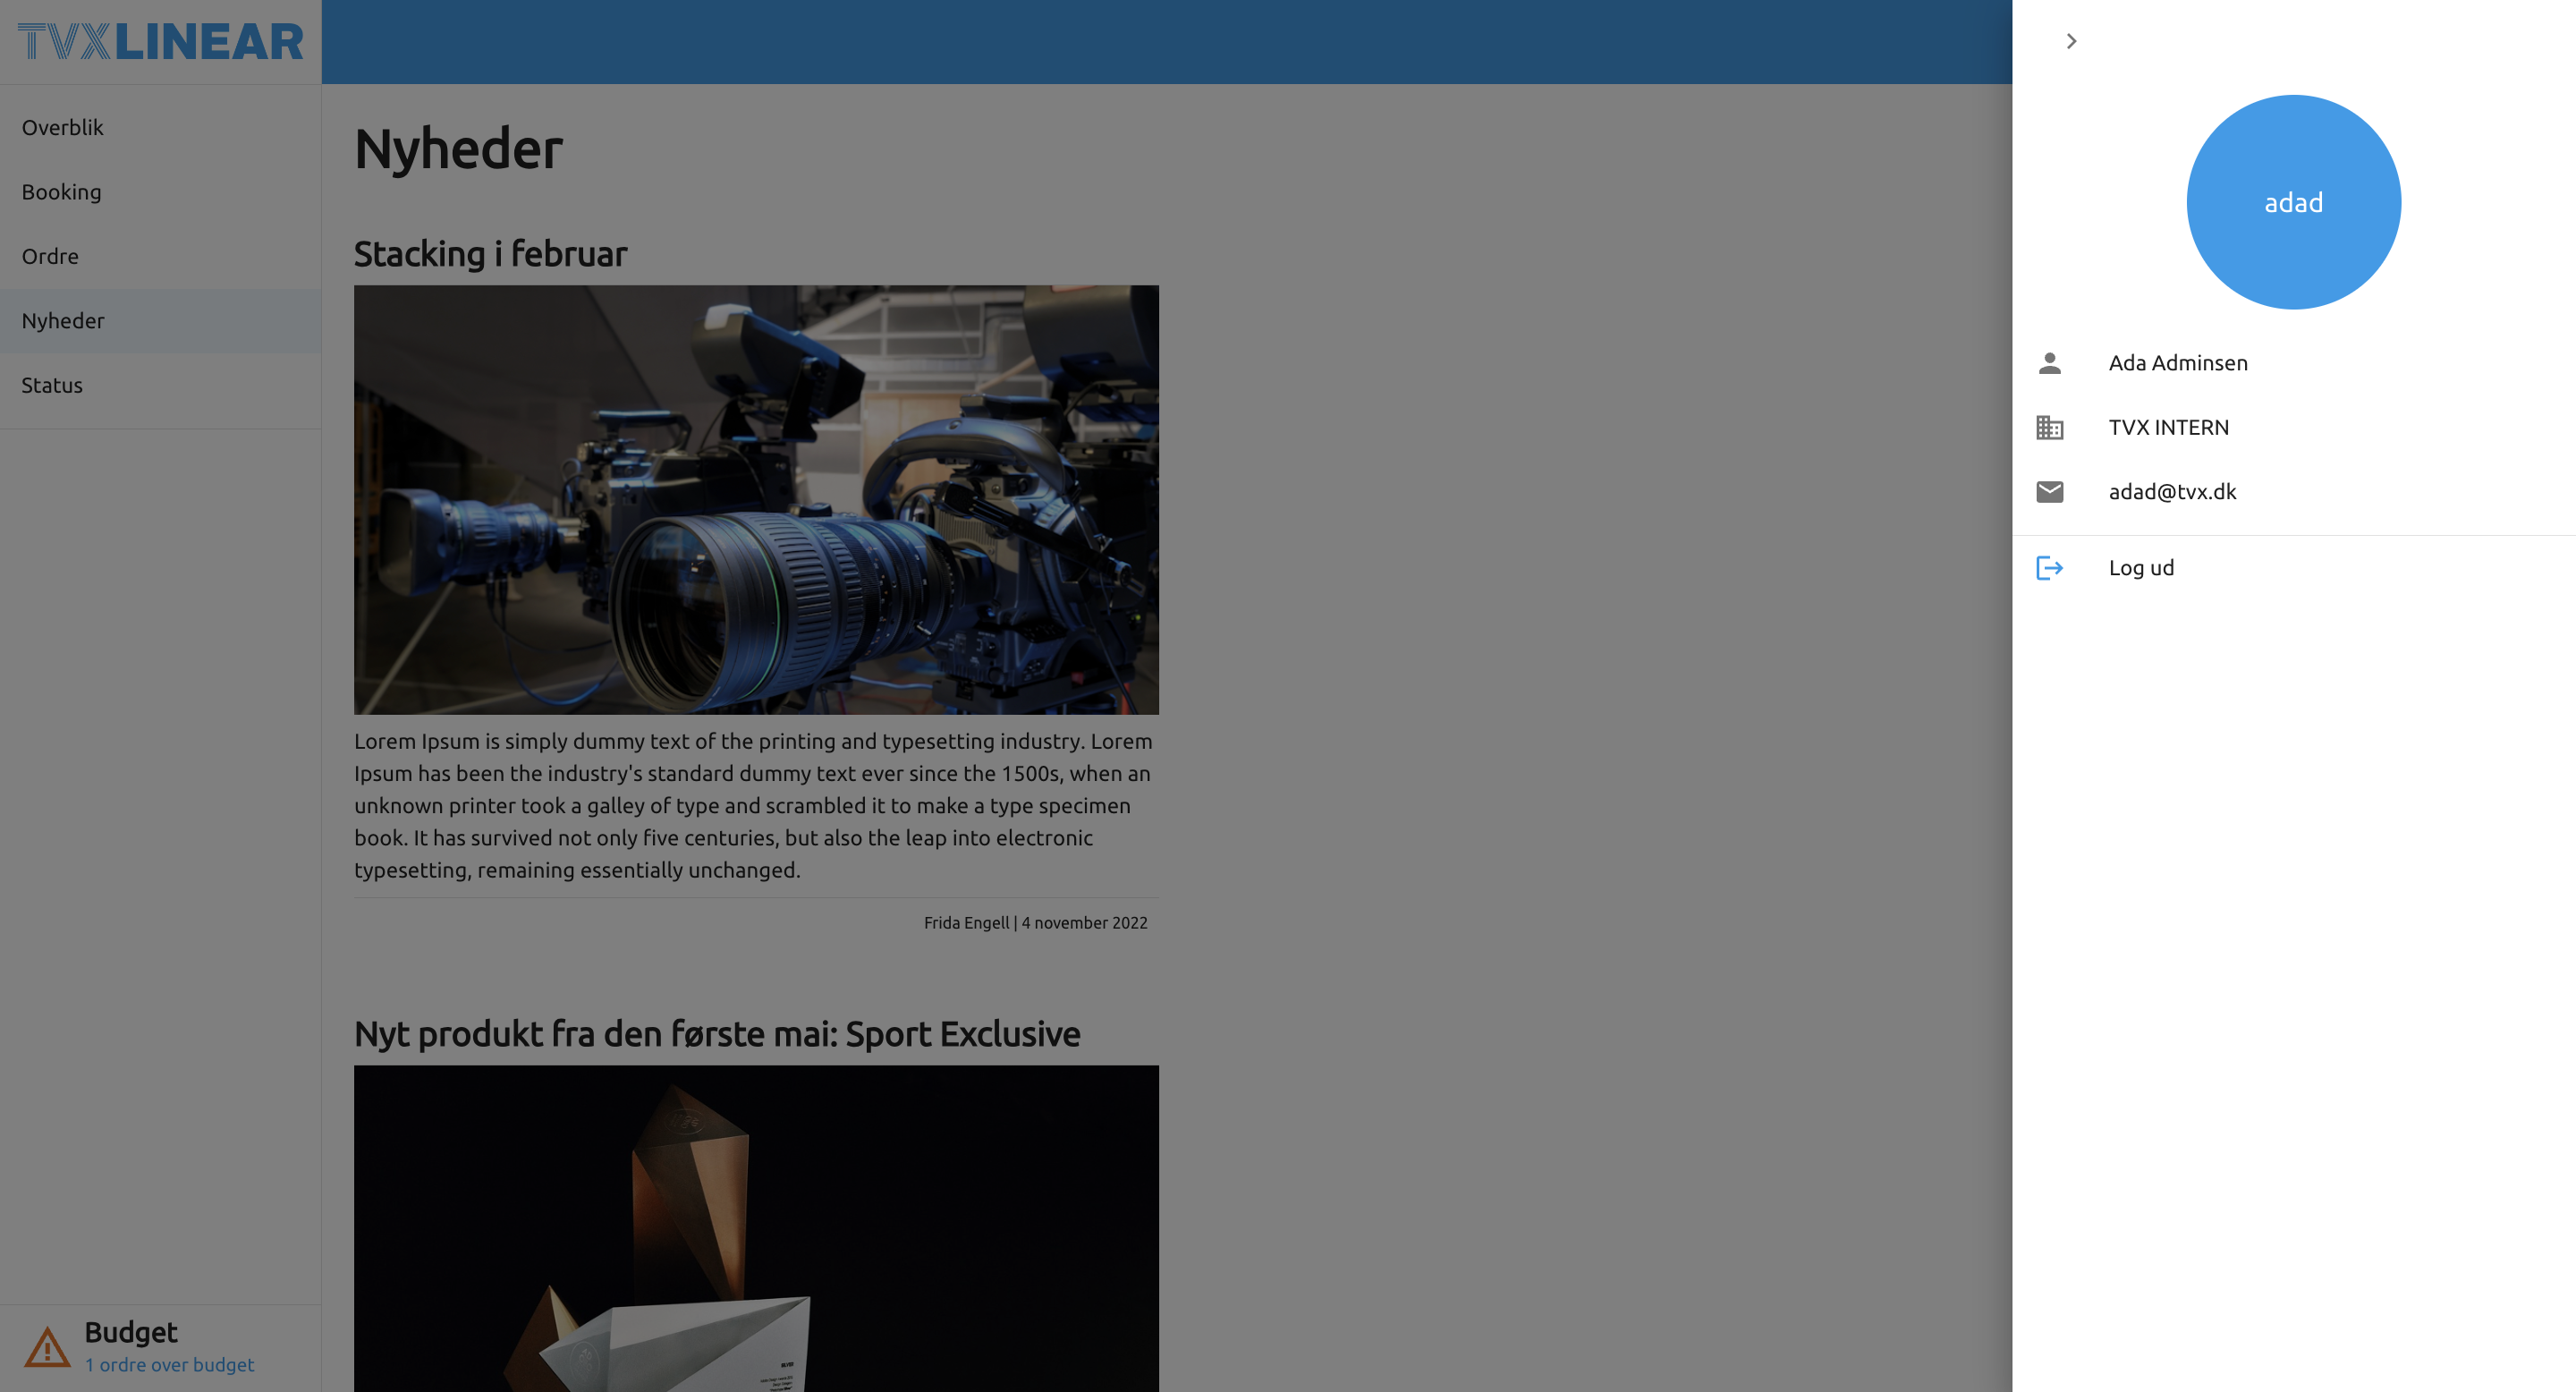 TVXLINEAR
Overblik
Booking
Ordre
Nyheder
Status
Budget
1 ordre over budget
Nyheder
Stacking i februar
Lorem Ipsum is simply dummy text of the printing and typesetting industry. Lorem
Ipsum has been the industry's standard dummy text ever since the 1500s, when an
unknown printer took a galley of type and scrambled it to make a type specimen
book. It has survived not only five centuries, but also the leap into electronic
typesetting, remaining essentially unchanged.
Frida Engell | 4 november 2022
Nyt produkt fra den første mai: Sport Exclusive
adad
Ada Adminsen
TVX INTERN
adad@tvx.dk
Log ud